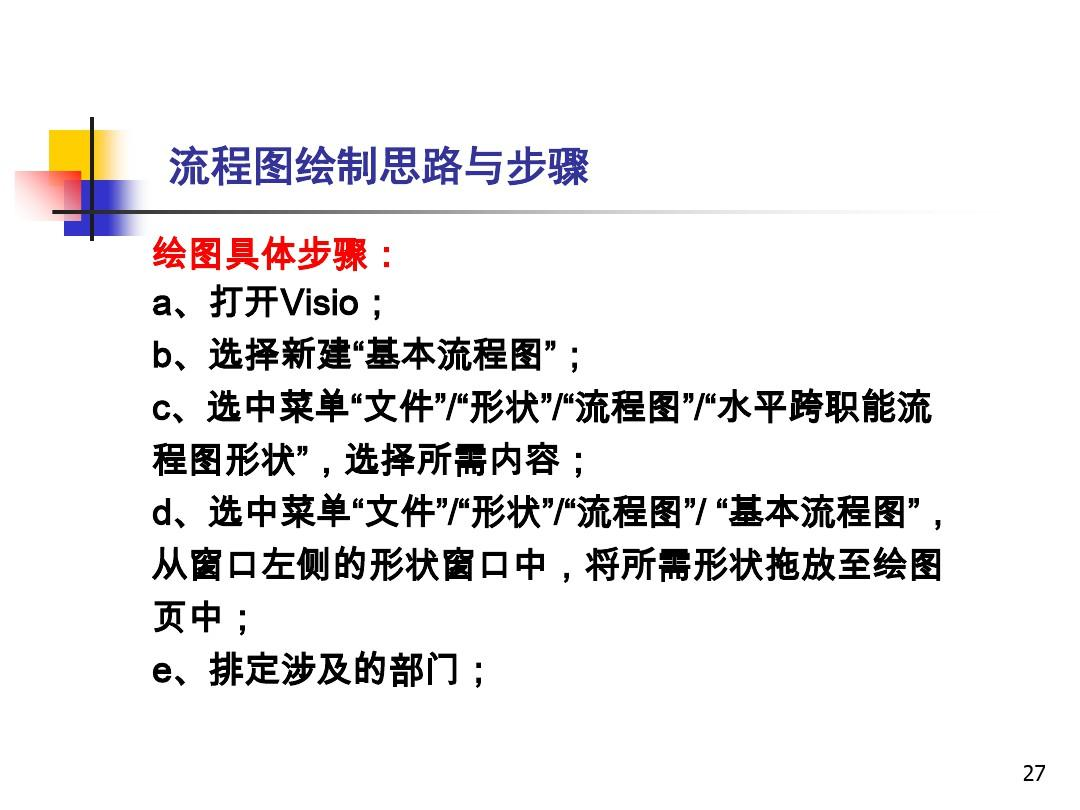 流程图绘制思路与步骤
绘图具体步骤：
a、打开Visio；
b、选择新建“基本流程图”；
c、选中菜单“文件”/“形状”/“流程图”/“水平跨职能流
程图形状”，选择所需内容；
d、选中菜单“文件”/“形状”/“流程图”/ “基本流程图”，
从窗口左侧的形状窗口中，将所需形状拖放至绘图
页中；
e、排定涉及的部门；
27